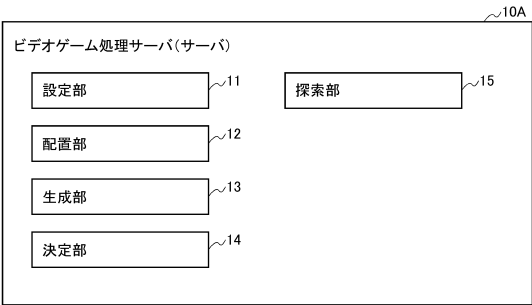 10A
ビデオゲーム処理サーバ(サーバ)
設定部 11
探索部 15
配置部 12
生成部 13
決定部 14